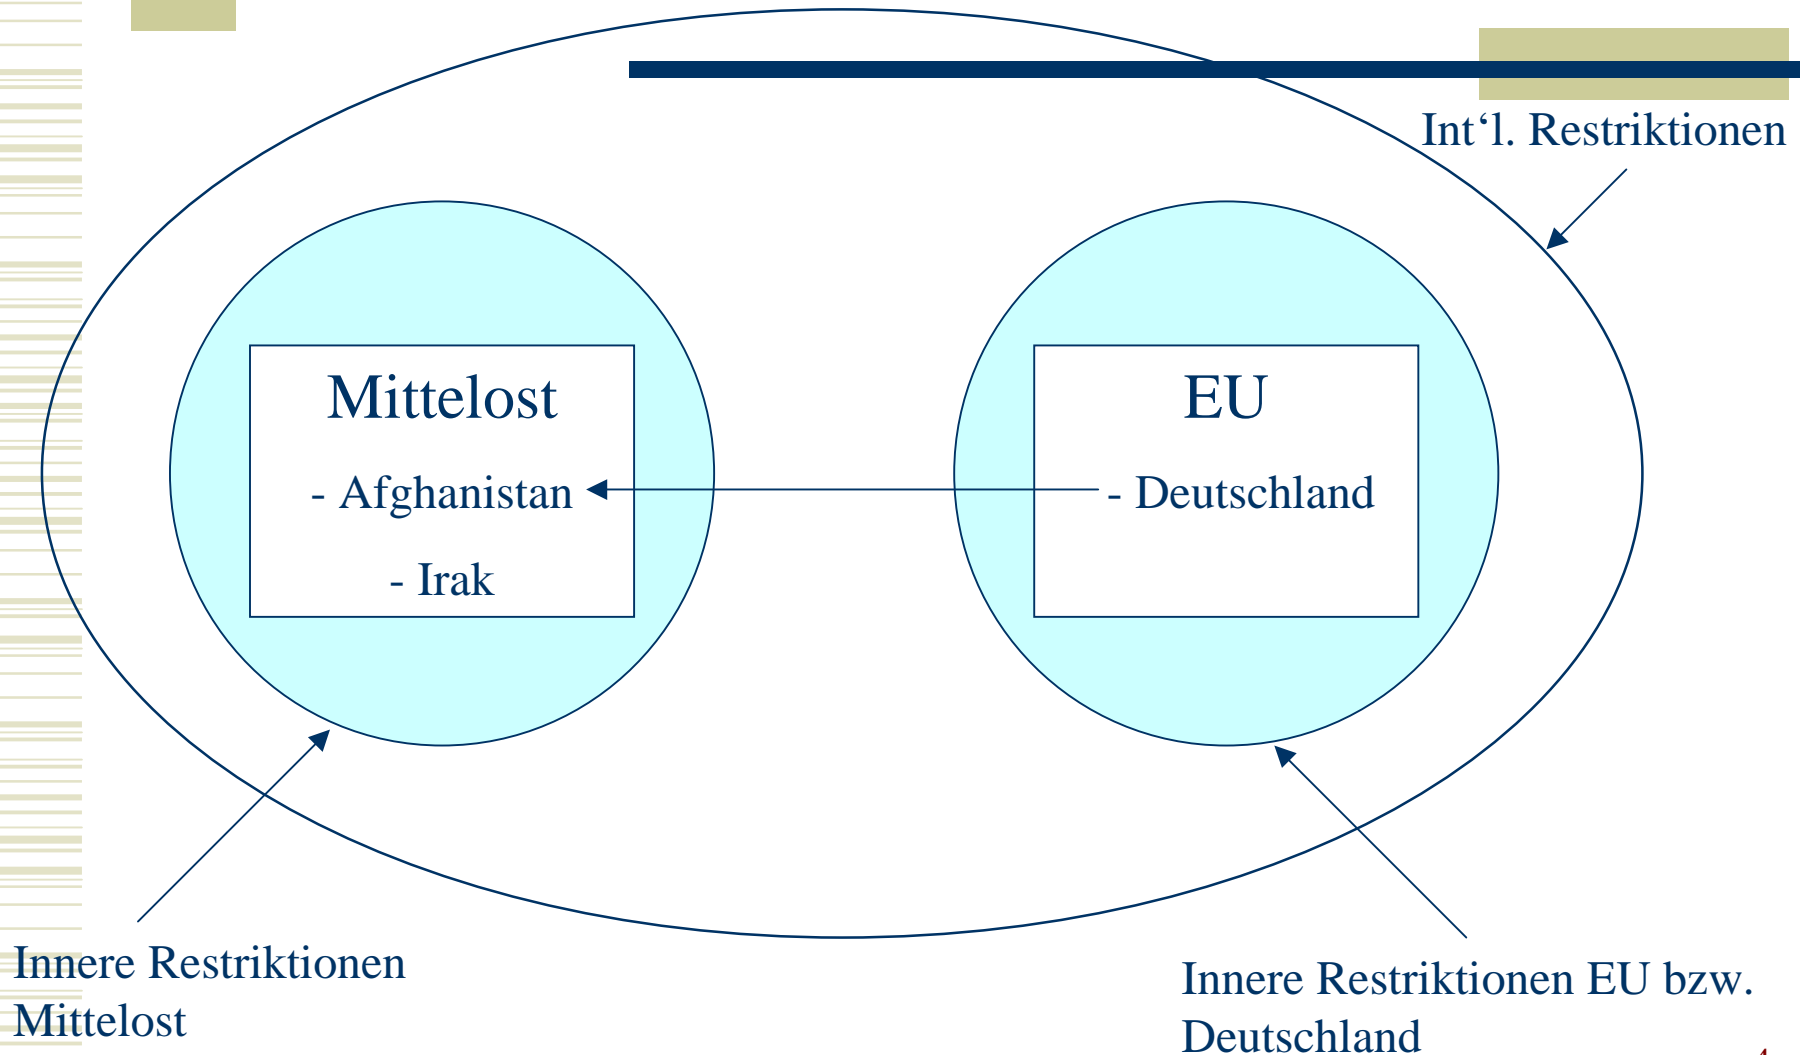 Int‘l. Restriktionen
Mittelost
- Afghanistan
- Irak
EU
- Deutschland
Innere Restriktionen
Mittelost
Innere Restriktionen EU bzw.
Deutschland